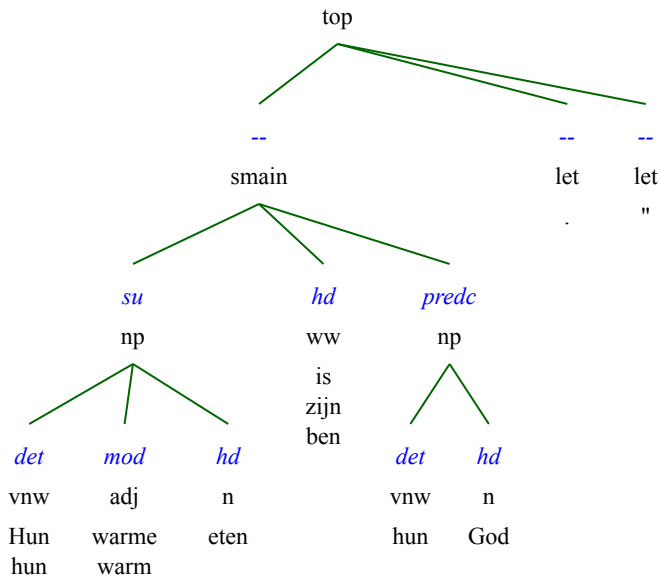 top
-- -- --
smain let let
. "
su hd predc
np ww np
is
zijn
ben
det mod hd det hd
vnw adj n vnw n
Hun warme eten hun God
hun warm